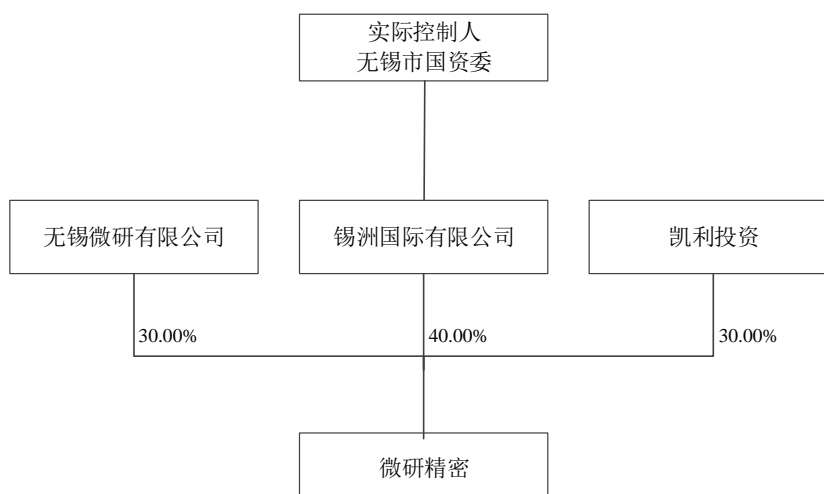 实际控制人
无锡市国资委
无锡微研有限公司
锡洲国际有限公司
凯利投资
30.00%
40.00%
30.00%
微研精密